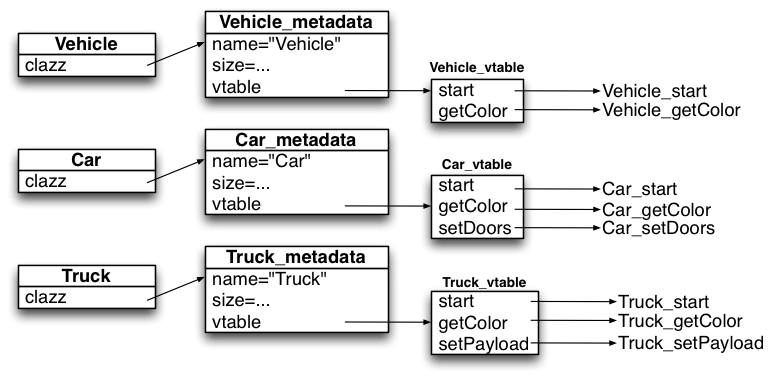 Vehicle
clazz
Vehicle_metadata
name="Vehicle"
size=...
vtable
Vehicle_vtable
start
getColor
Vehicle_start
Vehicle_getColor
Car
clazz
Car_metadata
name="Car"
size=...
vtable
Car_vtable
start
getColor
setDoors
Car_start
Car_getColor
Car_setDoors
Truck
clazz
Truck_metadata
name="Truck"
size=...
vtable
Truck_vtable
start
getColor
setPayload
Truck_start
Truck_getColor
Truck_setPayload